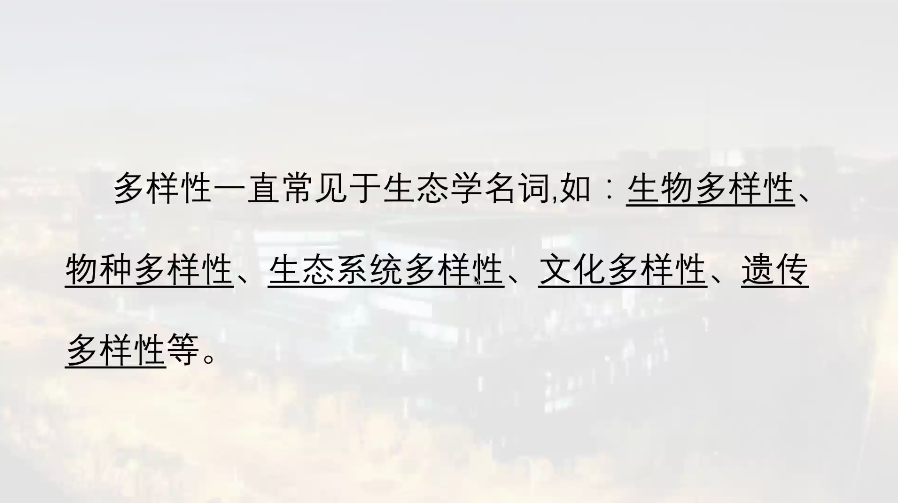 多样性一直常见于生态学名词,如：生物多样性、
物种多样性、生态系统多样性、文化多样性、遗传
多样性等。